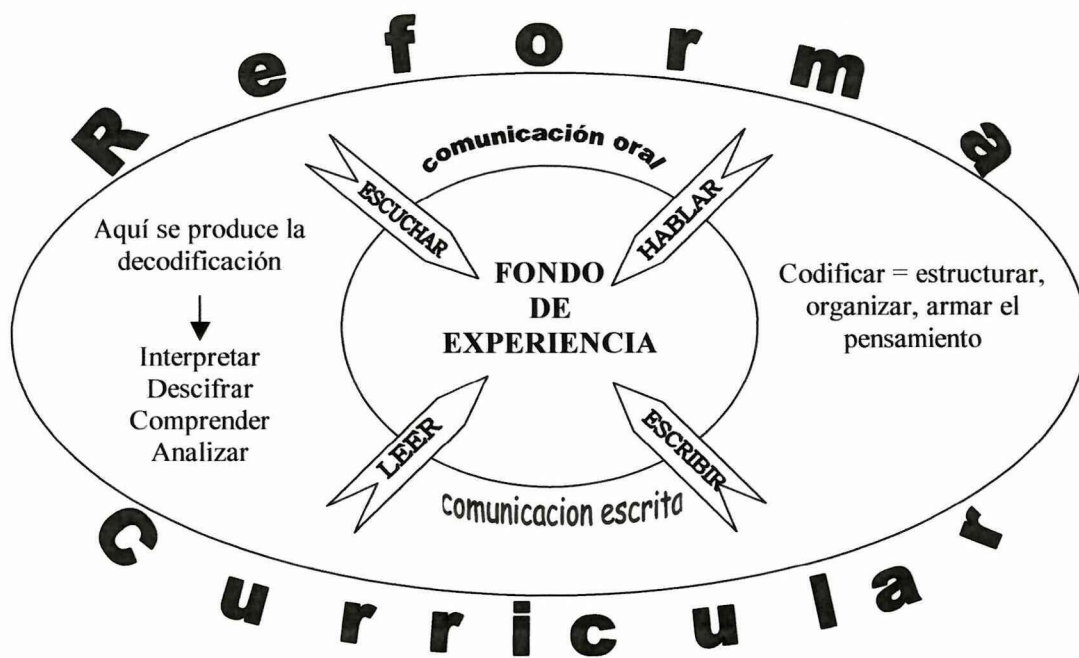 Reforma
comunicación oral
ESCUCHAR
HABLAR
Aquí se produce la
decodificación
Interpretar
Descifrar
Comprender
Analizar
FONDO
DE
EXPERIENCIA
Codificar = estructurar,
organizar, armar el
pensamiento
LEER
ESCRIBIR
comunicacion escrita
Curricular